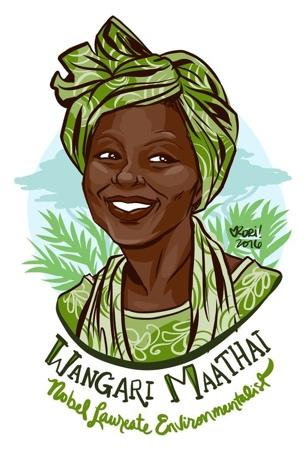 ♥Kori!
2016
WANGARI MAATHAI
Nobel Laureate Environmentalist